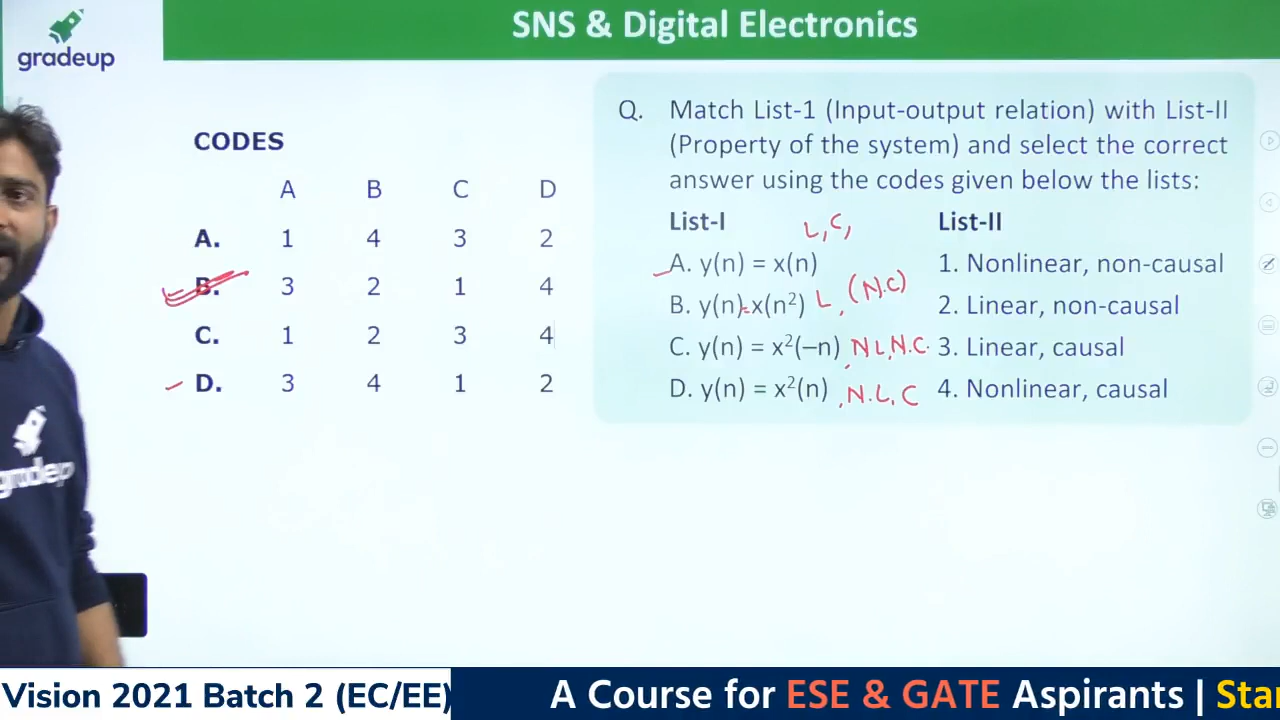 SNS & Digital Electronics
gradeup
CODES
A B C D
A. 1 4 3 2
B. 3 2 1 4
C. 1 2 3 4
D. 3 4 1 2
Q. Match List-1 (Input-output relation) with List-II
(Property of the system) and select the correct
answer using the codes given below the lists:
List-I List-II
L, C,
A. y(n) = x(n) 1. Nonlinear, non-causal
B. y(n)=x(n²) L, (N.C) 2. Linear, non-causal
C. y(n) = x²(–n) NL, N.C. 3. Linear, causal
D. y(n) = x²(n) , N.L, C 4. Nonlinear, causal
gradeup
Vision 2021 Batch 2 (EC/EE) A Course for ESE & GATE Aspirants | Star